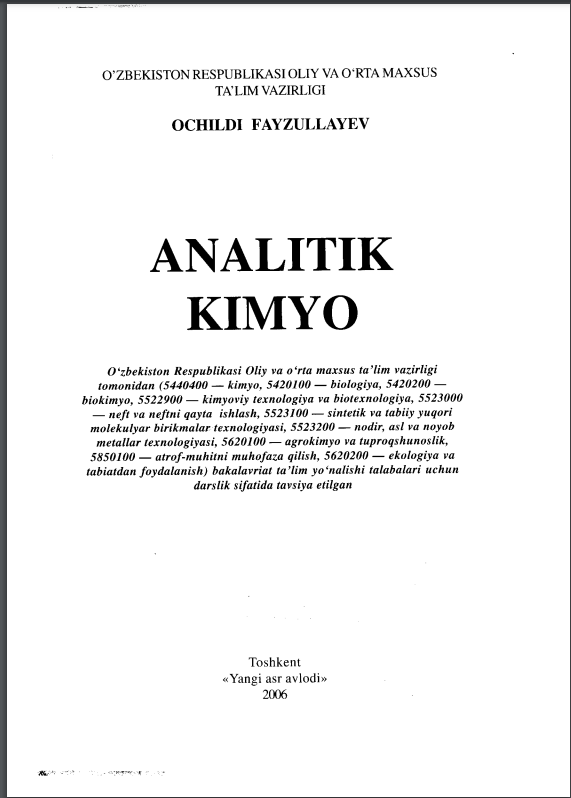 O'ZBEKISTON RESPUBLIKASI OLIY VA O‘RTA MAXSUS
TA'LIM VAZIRLIGI
OCHILDI FAYZULLAYEV
ANALITIK
KIMYO
O‘zbekiston Respublikasi Oliy va o‘rta maxsus ta’lim vazirligi
tomonidan (5440400 — kimyo, 5420100 — biologiya, 5420200 —
biokimyo, 5522900 — kimyoviy texnologiya va biotexnologiya, 5523000
— neft va neftni qayta ishlash, 5523100 — sintetik va tabiiy yuqori
molekulyar birikmalar texnologiyasi, 5523200 — nodir, asl va noyob
metallar texnologiyasi, 5620100 — agrokimyo va tuproqshunoslik,
5850100 — atrof-muhitni muhofaza qilish, 5620200 — ekologiya va
tabiatdan foydalanish) bakalavriat ta’lim yo‘nalishi talabalari uchun
darslik sifatida tavsiya etilgan
Toshkent
«Yangi asr avlodi»
2006